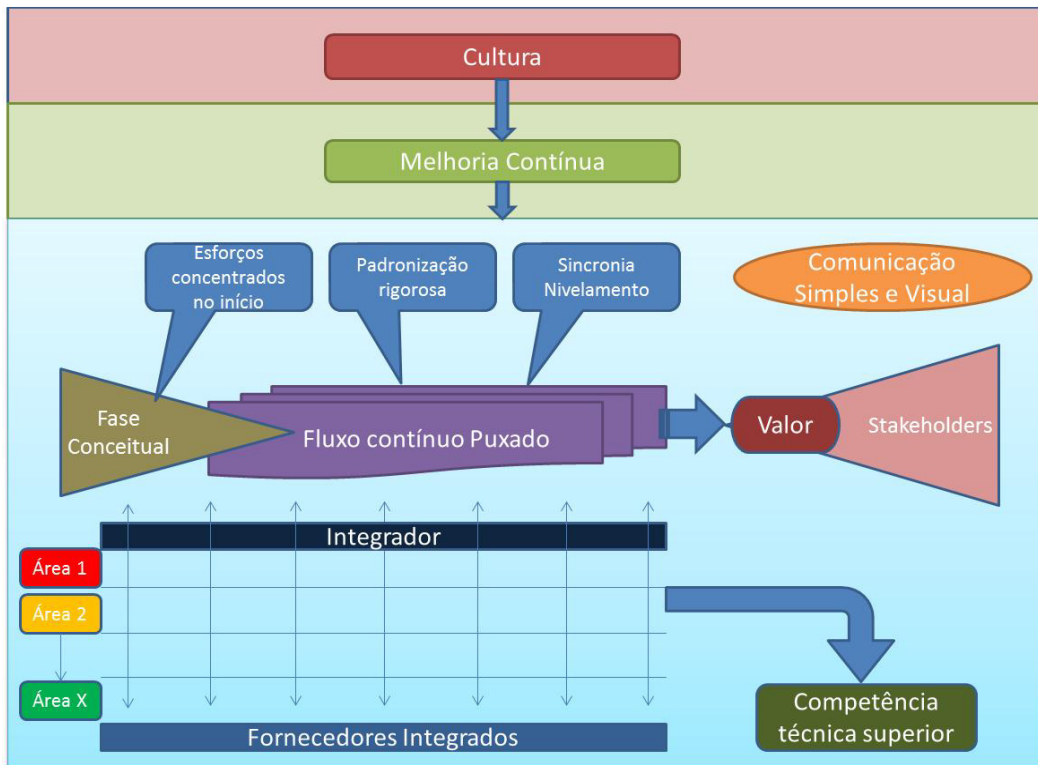 Cultura
Melhoria Contínua
Esforços
concentrados
no início
Padronização
rigorosa
Sincronia
Nivelamento
Comunicação
Simples e Visual
Fase
Conceitual
Fluxo contínuo Puxado
Valor
Stakeholders
Integrador
Área 1
Área 2
Área X
Fornecedores Integrados
Competência
técnica superior